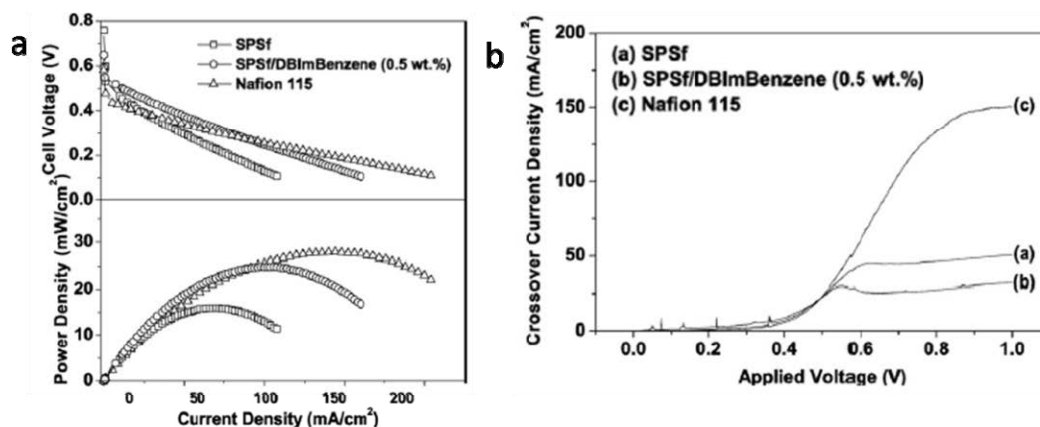 a
0.8
0.6
0.4
0.2
0.0
Cell Voltage (V)
SPSf
SPSf/DBImBenzene (0.5 wt.%)
Nafion 115
30
20
10
0
Power Density (mW/cm²)
0 50 100 150 200
Current Density (mA/cm²)
b
200
150
100
50
0
Crossover Current Density (mA/cm²)
(a) SPSf
(b) SPSf/DBImBenzene (0.5 wt.%)
(c) Nafion 115
(c)
(a)
(b)
0.0 0.2 0.4 0.6 0.8 1.0
Applied Voltage (V)